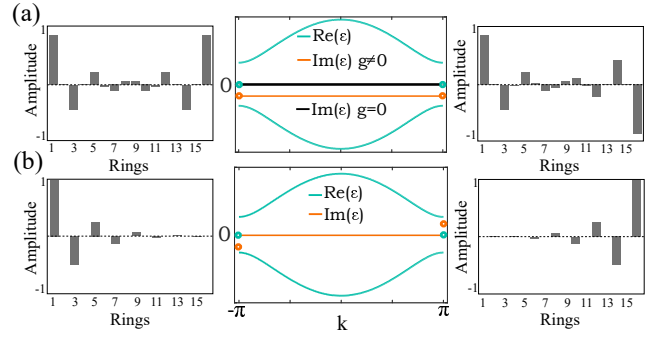 (a)
1
0
-1
Amplitude
1 3 5 7 9 11 13 15
Rings
Re(ε)
Im(ε) g≠0
Im(ε) g=0
0
1
0
-1
Amplitude
1 3 5 7 9 11 13 15
Rings
(b)
1
0
-1
Amplitude
1 3 5 7 9 11 13 15
Rings
Re(ε)
Im(ε)
0
-π π
k
1
0
-1
Amplitude
1 3 5 7 9 11 13 15
Rings